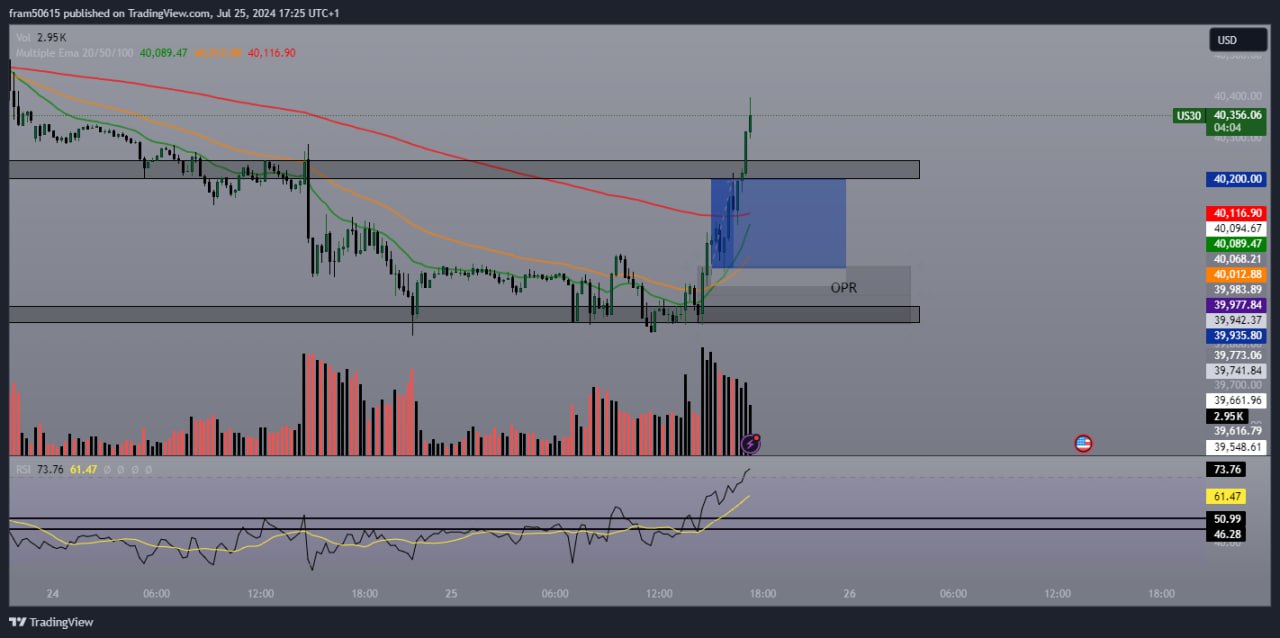 fram50615 published on TradingView.com, Jul 25, 2024 17:25 UTC+1
Vol 2.95K
Multiple Ema 20/50/100 40,089.47 40,012.88 40,116.90
USD
40,400.00
US30 40,356.06
04:04
40,300.00
40,200.00
40,116.90
40,094.67
40,089.47
40,068.21
40,012.88
39,983.89
39,977.84
39,942.37
39,935.80
39,773.06
39,741.84
39,700.00
39,661.96
2.95K
39,616.79
39,548.61
OPR
RSI 73.76 61.47 ∅ ∅ ∅ ∅
73.76
61.47
50.99
46.28
24 06:00 12:00 18:00 25 06:00 12:00 18:00 26 06:00 12:00 18:00
TradingView